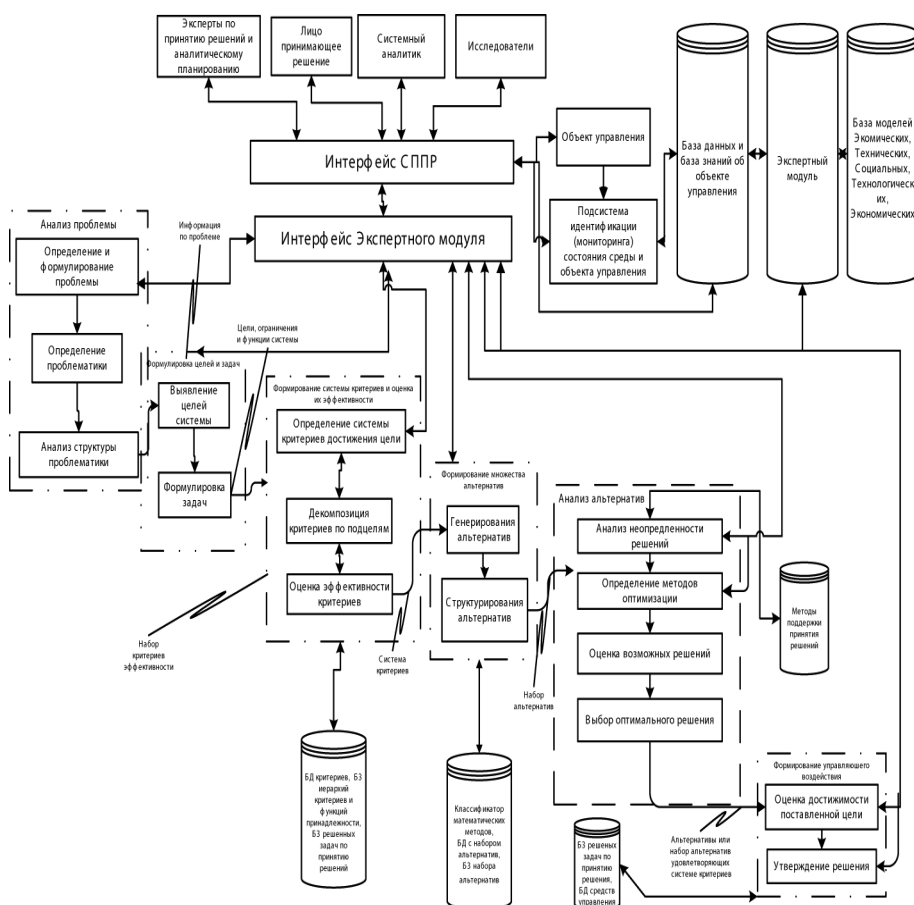 Эксперты по
принятию решений и
аналитическому
планированию
Лицо
принимающее
решение
Системный
аналитик
Исследователи
Интерфейс СППР
Интерфейс Экспертного модуля
Объект управления
Подсистема
идентификации
(мониторинга)
состояния среды и
объекта управления
База данных и
база знаний об
объекте
управления
Экспертный
модуль
База моделей
Экомических,
Технических,
Социальных,
Технологическ
их,
Экономических
Информация
по проблеме
Анализ проблемы
Определение и
формулирование
проблемы
Определение
проблематики
Анализ структуры
проблематики
Цели, ограничения
и функции системы
Формулировка целей и задач
Выявление
целей
системы
Формулировка
задач
Формирование системы критериев и оценка
их эффективности
Определение системы
критериев достижения цели
Декомпозиция
критериев по подцелям
Оценка эффективности
критериев
Набор
критериев
эффективности
Система
критериев
Формирование множества
альтернатив
Генерирования
альтернатив
Структурирования
альтернатив
Набор
альтернатив
Анализ альтернатив
Анализ неопредленности
решений
Определение методов
оптимизации
Оценка возможных решений
Выбор оптимального решения
Методы
поддержки
принятия
решений
БД критериев, БЗ
иерархий критериев и
функций
принадлежности,
БЗ решенных
задач по
принятию
решений
Классификатор
математических
методов,
БД с набором
альтернатив,
БЗ набора
альтернатив
БЗ решеных
задач по
принятию
решения,
БД средств
управления
Альтернативы или
набор альтернатив
удовлетворяющих
системе критериев
Формирование управляюшего
воздействия
Оценка достижимости
поставленной цели
Утверждение решения